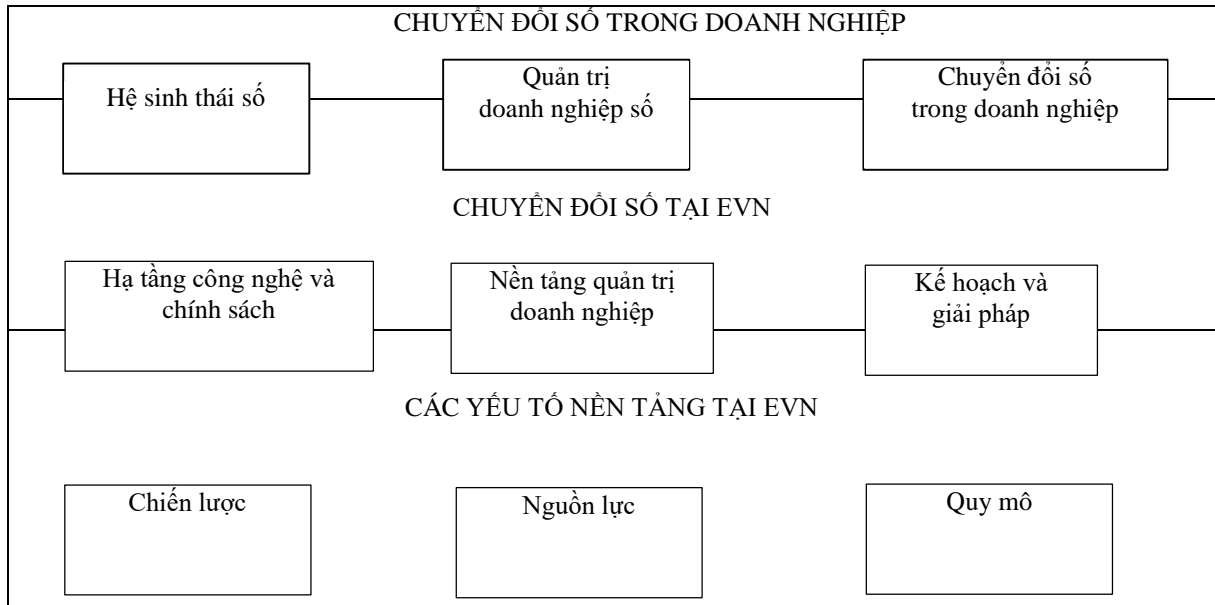 CHUYỂN ĐỔI SỐ TRONG DOANH NGHIỆP
Hệ sinh thái số
Quản trị
doanh nghiệp số
Chuyển đổi số
trong doanh nghiệp
CHUYỂN ĐỔI SỐ TẠI EVN
Hạ tầng công nghệ và
chính sách
Nền tảng quản trị
doanh nghiệp
Kế hoạch và
giải pháp
CÁC YẾU TỐ NỀN TẢNG TẠI EVN
Chiến lược
Nguồn lực
Quy mô